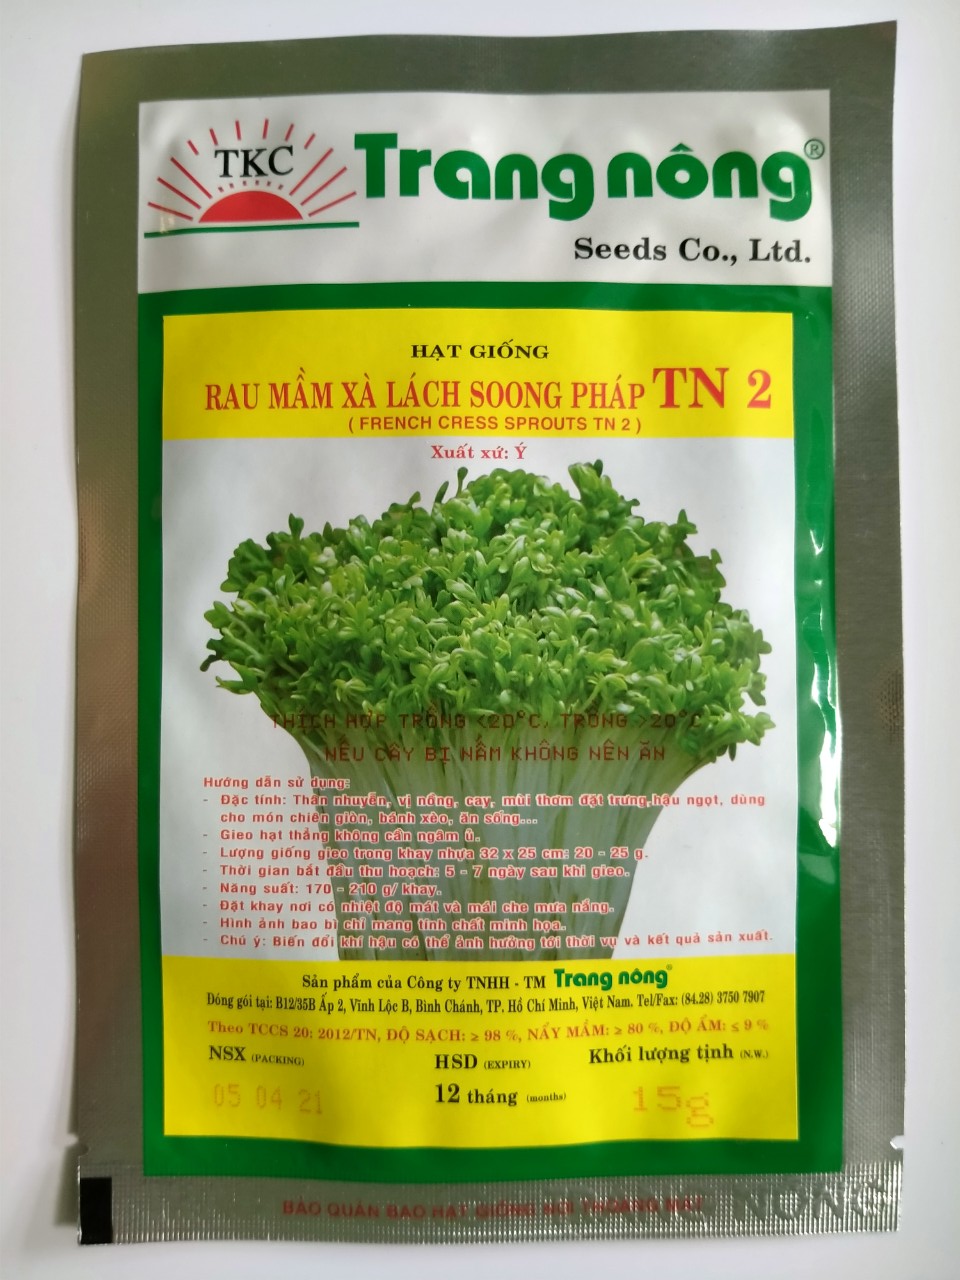 TKC
Trang nông®
Seeds Co., Ltd.
HẠT GIỐNG
RAU MẦM XÀ LÁCH SOONG PHÁP TN 2
( FRENCH CRESS SPROUTS TN 2 )
Xuất xứ: Ý
THÍCH HỢP TRỒNG <20°C, TRỒNG >20°C
NẾU CÂY BỊ NẤM KHÔNG NÊN ĂN
Hướng dẫn sử dụng:
- Đặc tính: Thân nhuyễn, vị nồng, cay, mùi thơm đặt trưng,hậu ngọt, dùng
cho món chiên giòn, bánh xèo, ăn sống...
- Gieo hạt thẳng không cần ngâm ủ.
- Lượng giống gieo trong khay nhựa 32 x 25 cm: 20 - 25 g.
- Thời gian bắt đầu thu hoạch: 5 - 7 ngày sau khi gieo.
- Năng suất: 170 - 210 g/ khay.
- Đặt khay nơi có nhiệt độ mát và mái che mưa nắng.
- Hình ảnh bao bì chỉ mang tính chất minh họa.
- Chú ý: Biến đổi khí hậu có thể ảnh hưởng tới thời vụ và kết quả sản xuất.
Sản phẩm của Công ty TNHH - TM Trang nông®
Đóng gói tại: B12/35B Ấp 2, Vĩnh Lộc B, Bình Chánh, TP. Hồ Chí Minh, Việt Nam. Tel/Fax: (84.28) 3750 7907
Theo TCCS 20: 2012/TN, ĐỘ SẠCH: ≥ 98 %, NẨY MẦM: ≥ 80 %, ĐỘ ẨM: ≤ 9 %
NSX (PACKING) HSD (EXPIRY) Khối lượng tịnh (N.W.)
05 04 21 12 tháng (months) 15g
BẢO QUẢN BAO HẠT GIỐNG NƠI THOÁNG MÁT
NÔNG